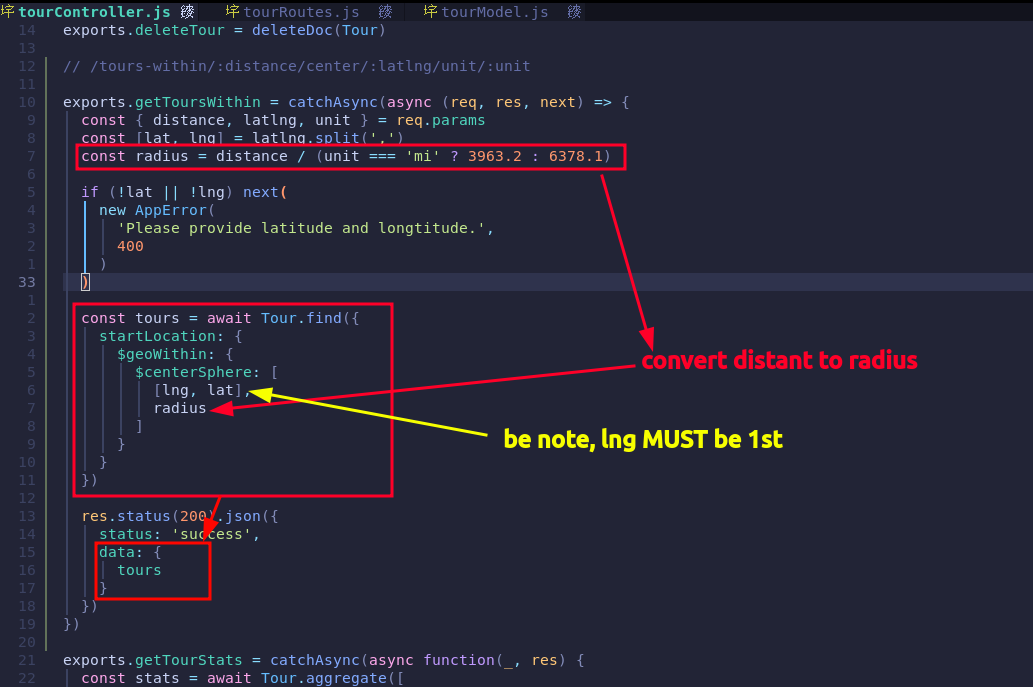 tourController.js tourRoutes.js tourModel.js
14 exports.deleteTour = deleteDoc(Tour)
13
12 // /tours-within/:distance/center/:latlng/unit/:unit
11
10 exports.getToursWithin = catchAsync(async (req, res, next) => {
9 const { distance, latlng, unit } = req.params
8 const [lat, lng] = latlng.split(',')
7 const radius = distance / (unit === 'mi' ? 3963.2 : 6378.1)
6
5 if (!lat || !lng) next(
4 new AppError(
3 'Please provide latitude and longtitude.',
2 400
1 )
33 )
1
2 const tours = await Tour.find({
3 startLocation: {
4 $geoWithin: {
5 $centerSphere: [
convert distant to radius
6 [lng, lat],
7 radius
8 ]
be note, lng MUST be 1st
9 }
10 }
11 })
12
13 res.status(200).json({
14 status: 'success',
15 data: {
16 tours
17 }
18 })
19 })
20
21 exports.getTourStats = catchAsync(async function(_, res) {
22 const stats = await Tour.aggregate([